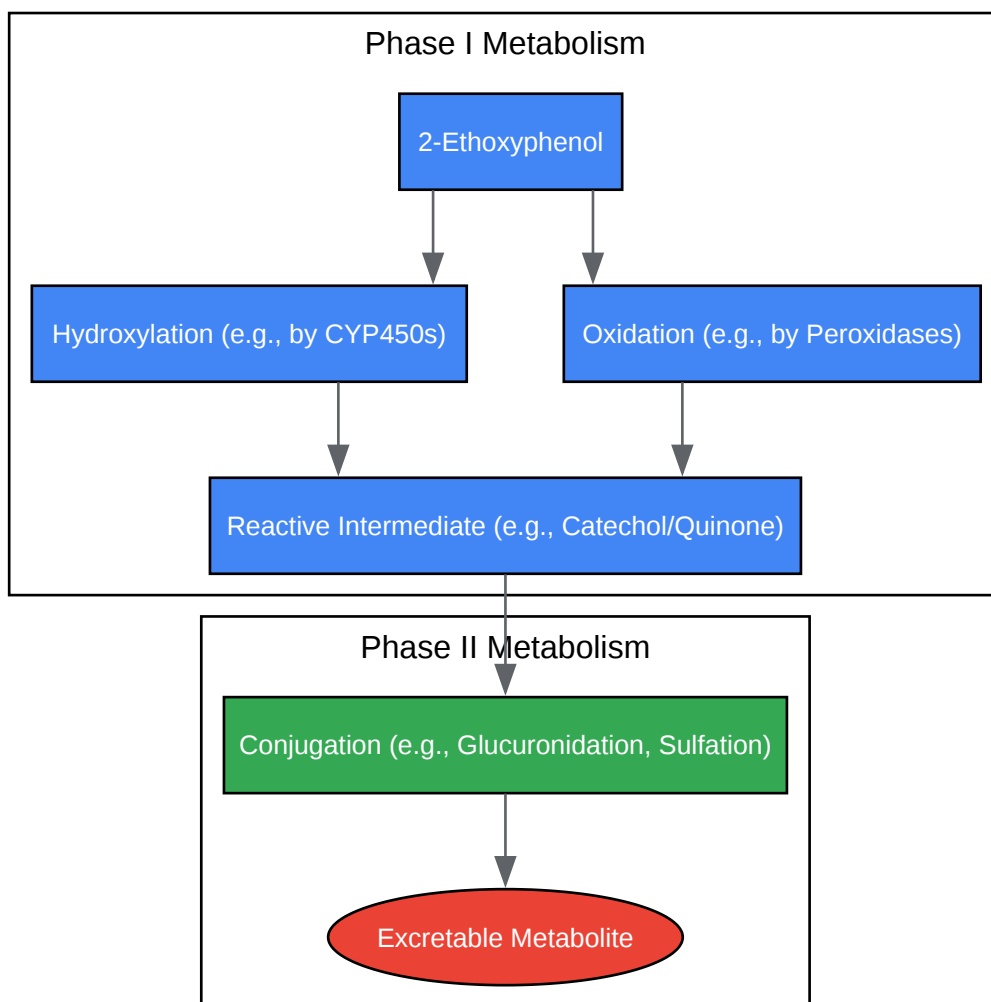 Phase I Metabolism
2-Ethoxyphenol
Hydroxylation (e.g., by CYP450s)
Oxidation (e.g., by Peroxidases)
Reactive Intermediate (e.g., Catechol/Quinone)
Phase II Metabolism
Conjugation (e.g., Glucuronidation, Sulfation)
Excretable Metabolite